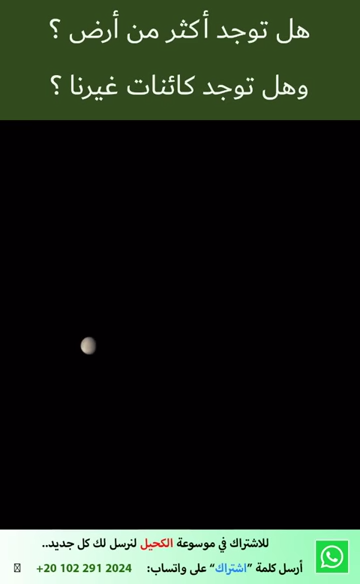 هل توجد أكثر من أرض ؟
وهل توجد كائنات غيرنا ؟
للاشتراك في موسوعة الكحيل لنرسل لك كل جديد..
أرسل كلمة "اشتراك" على واتساب: +20 102 291 2024